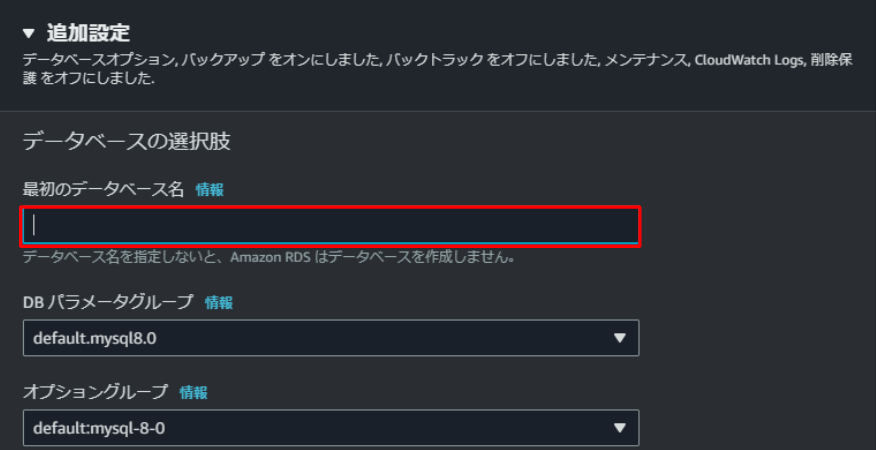 ▼ 追加設定
データベースオプション, バックアップ をオンにしました, バックトラック をオフにしました, メンテナンス, CloudWatch Logs, 削除保
護 をオフにしました.
データベースの選択肢
最初のデータベース名 情報
データベース名を指定しないと、Amazon RDS はデータベースを作成しません。
DB パラメータグループ 情報
default.mysql8.0
オプショングループ 情報
default:mysql-8-0